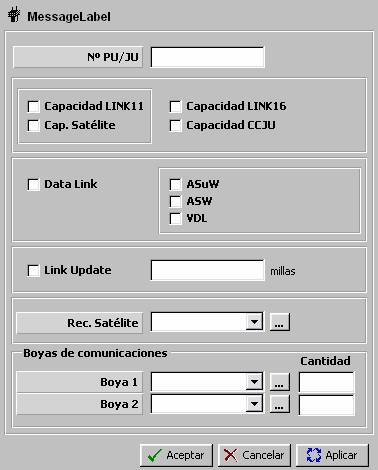 MessageLabel
Nº PU/JU
Capacidad LINK11
Capacidad LINK16
Cap. Satélite
Capacidad CCJU
Data Link
ASuW
ASW
VDL
Link Update
millas
Rec. Satélite
...
Boyas de comunicaciones
Cantidad
Boya 1
...
Boya 2
...
Aceptar
Cancelar
Aplicar